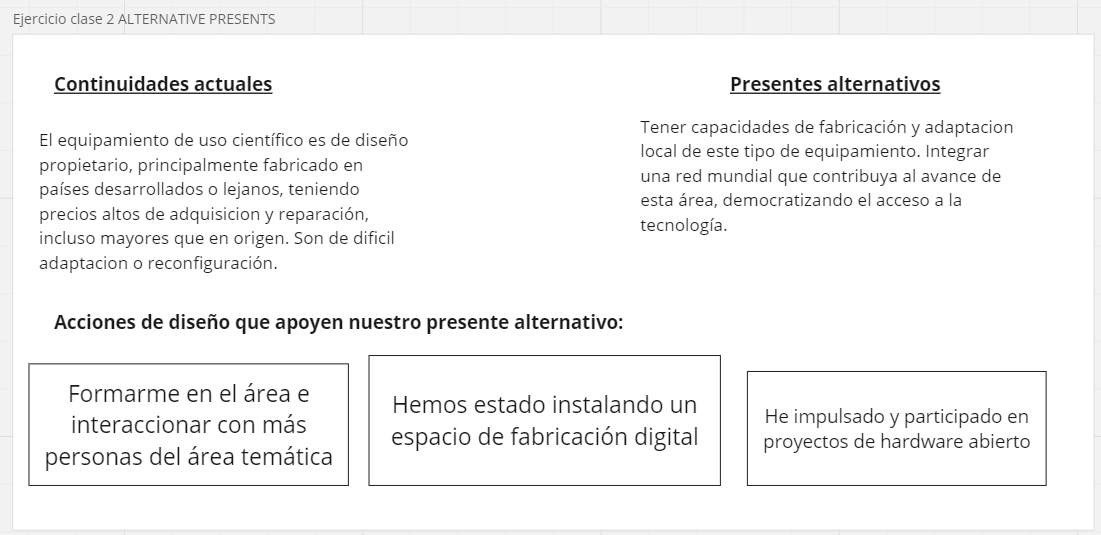 Ejercicio clase 2 ALTERNATIVE PRESENTS
Continuidades actuales
El equipamiento de uso científico es de diseño
propietario, principalmente fabricado en
países desarrollados o lejanos, teniendo
precios altos de adquisicion y reparación,
incluso mayores que en origen. Son de dificil
adaptacion o reconfiguración.
Presentes alternativos
Tener capacidades de fabricación y adaptacion
local de este tipo de equipamiento. Integrar
una red mundial que contribuya al avance de
esta área, democratizando el acceso a la
tecnología.
Acciones de diseño que apoyen nuestro presente alternativo:
Formarme en el área e
interaccionar con más
personas del área temática
Hemos estado instalando un
espacio de fabricación digital
He impulsado y participado en
proyectos de hardware abierto